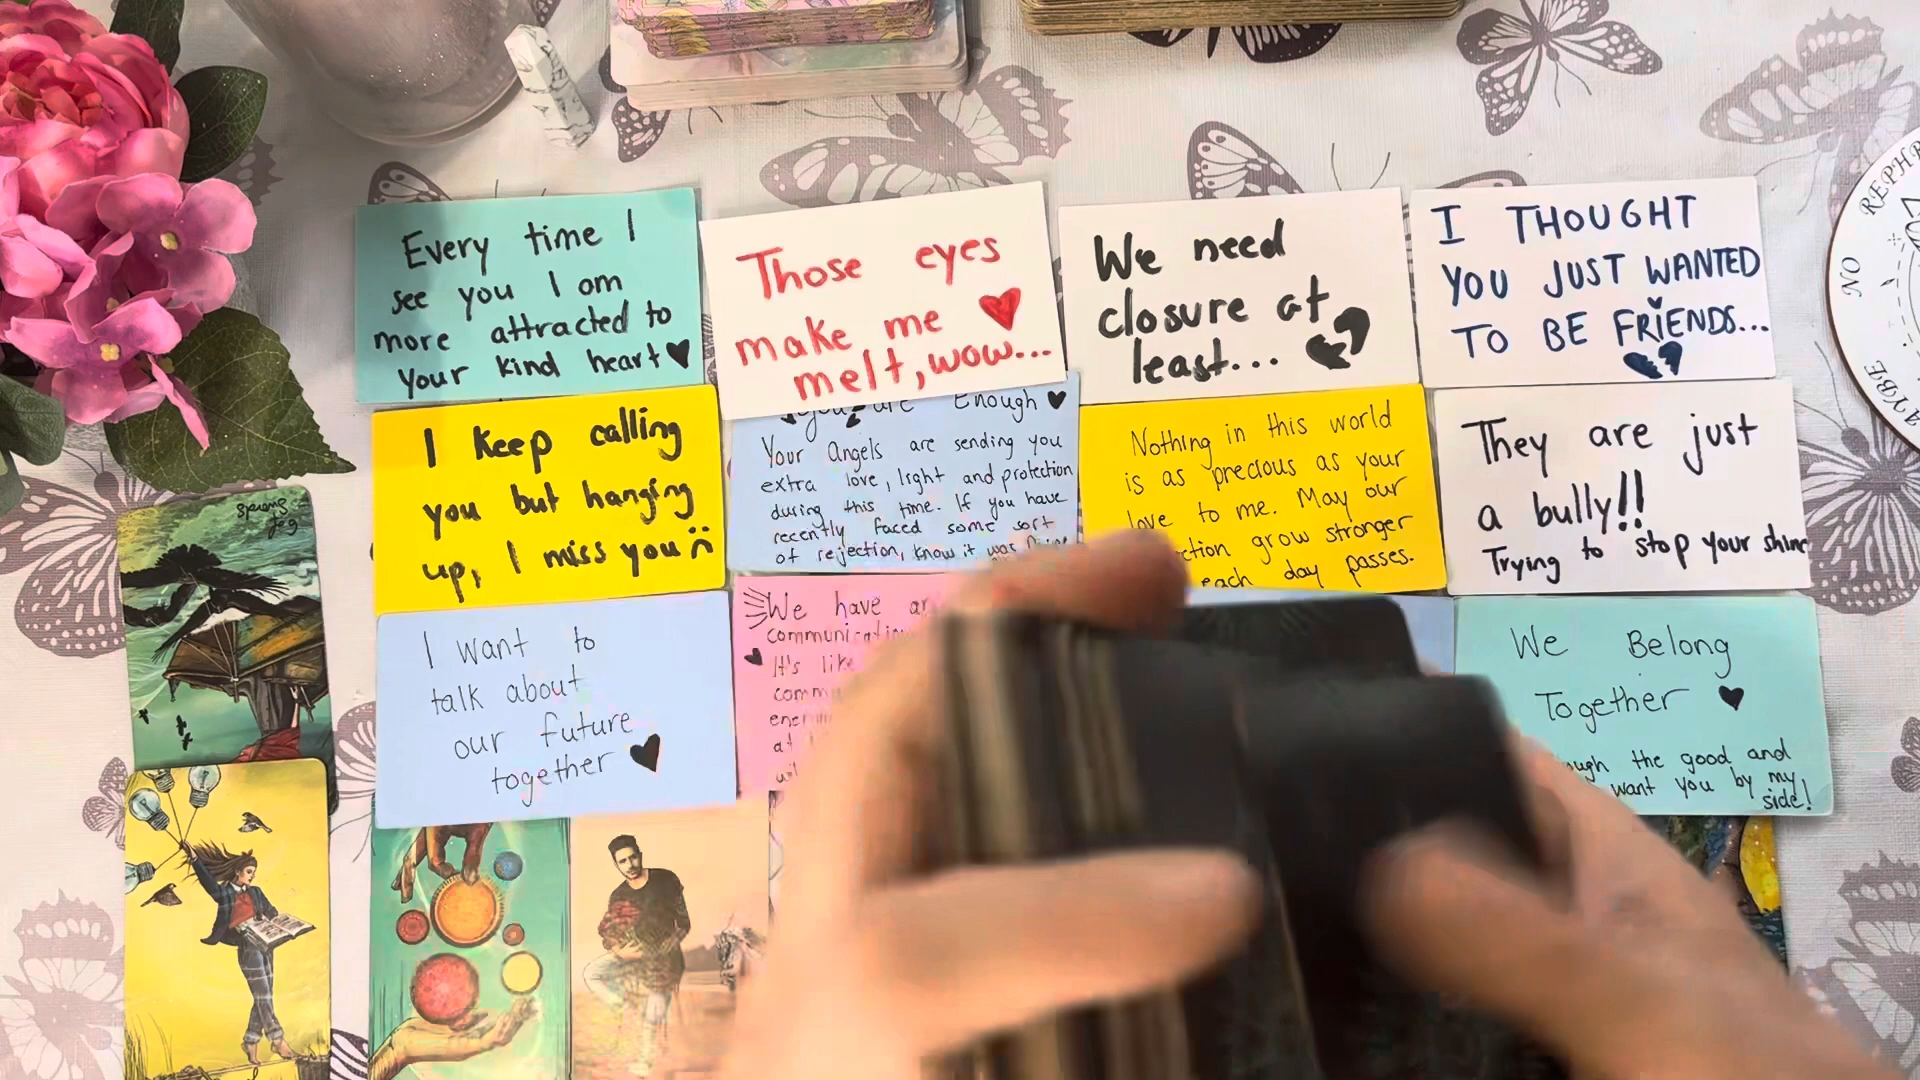 Every time I
see you I am
more attracted to
your kind heart
Those eyes
make me
melt, wow...
We need
closure at
least...
I THOUGHT
YOU JUST WANTED
TO BE FRIENDS...
NO
I keep calling
you but hanging
up, I miss you
You are Enough
Your Angels are sending you
extra love, light and protection
during this time. If you have
recently faced some sort
of rejection, know it was
Nothing in this world
is as precious as your
love to me. May our
grow stronger
each day passes.
They are just
a bully!!
Trying to stop your shine
I want to
talk about
our future
together
We have
It's like
at
We Belong
Together
the good and
want you by my
side!